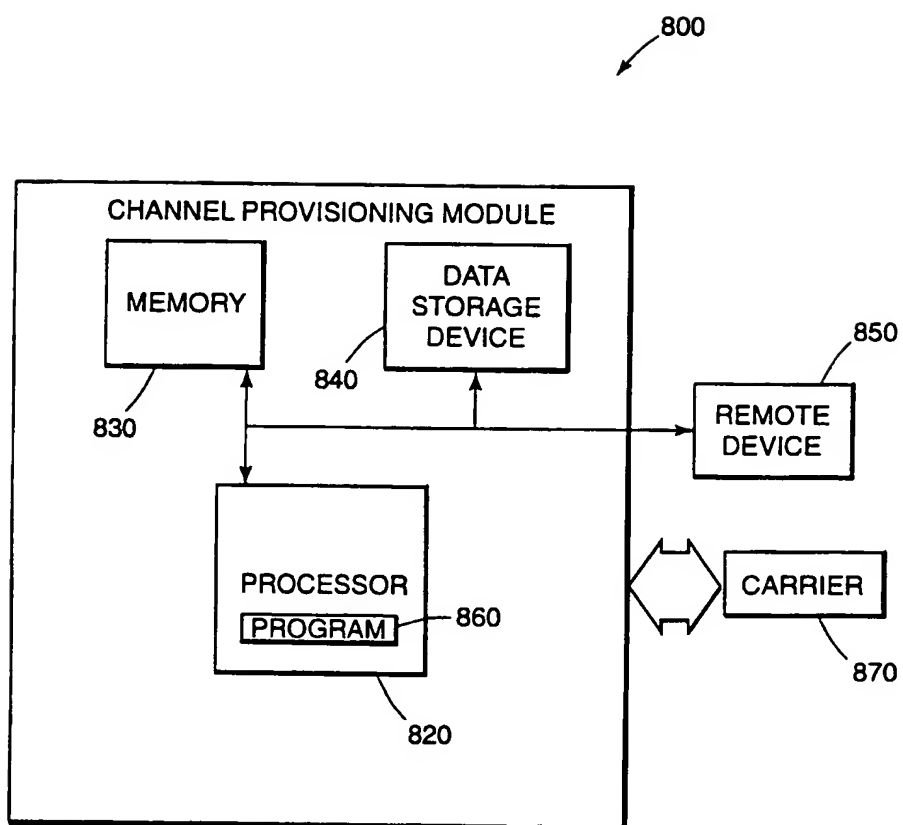 800
CHANNEL PROVISIONING MODULE
MEMORY
830
DATA
STORAGE
DEVICE
840
850
REMOTE
DEVICE
PROCESSOR
PROGRAM
860
820
CARRIER
870